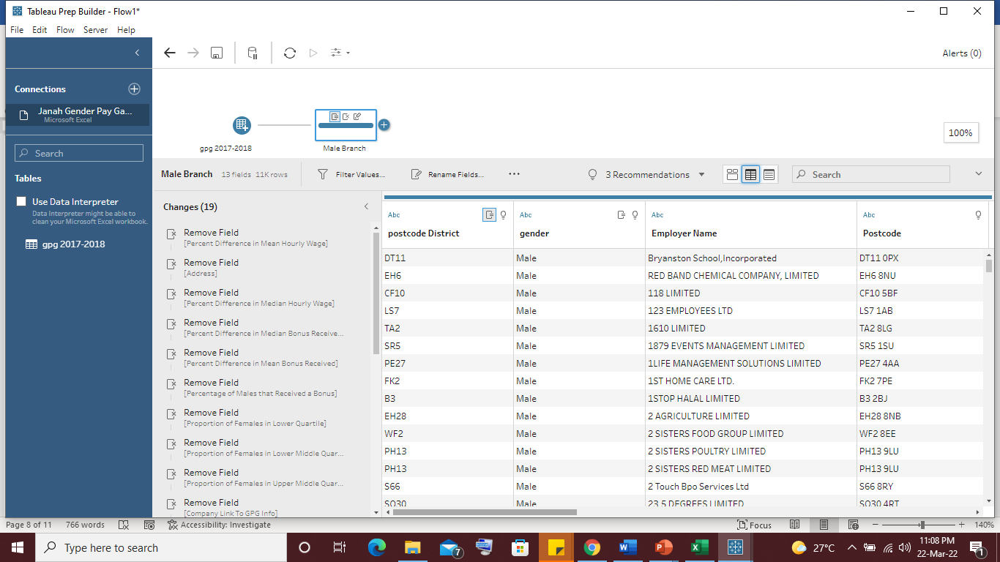 Tableau Prep Builder - Flow1*
File Edit Flow Server Help
Alerts (0)
Connections
Janah Gender Pay Ga...
Microsoft Excel
Search
Tables
Use Data Interpreter
Data Interpreter might be able to
clean your Microsoft Excel workbook.
gpg 2017-2018
gpg 2017-2018
Male Branch
100%
Male Branch 13 fields 11K rows Filter Values... Rename Fields... ... 3 Recommendations Search
Changes (19)
Remove Field
[Percent Difference in Mean Hourly Wage]
Remove Field
[Address]
Remove Field
[Percent Difference in Median Hourly Wage]
Remove Field
[Percent Difference in Median Bonus Receive...
Remove Field
[Percent Difference in Mean Bonus Received]
Remove Field
[Percentage of Males that Received a Bonus]
Remove Field
[Proportion of Females in Lower Quartile]
Remove Field
[Proportion of Females in Lower Middle Quar...
Remove Field
[Proportion of Females in Upper Middle Quar...
Remove Field
[Company Link To GPG Info]
Abc Abc Abc Abc
postcode District gender Employer Name Postcode
DT11 Male Bryanston School,Incorporated DT11 0PX
EH6 Male RED BAND CHEMICAL COMPANY, LIMITED EH6 8NU
CF10 Male 118 LIMITED CF10 5BF
LS7 Male 123 EMPLOYEES LTD LS7 1AB
TA2 Male 1610 LIMITED TA2 8LG
SR5 Male 1879 EVENTS MANAGEMENT LIMITED SR5 1SU
PE27 Male 1LIFE MANAGEMENT SOLUTIONS LIMITED PE27 4AA
FK2 Male 1ST HOME CARE LTD. FK2 7PE
B3 Male 1STOP HALAL LIMITED B3 2BJ
EH28 Male 2 AGRICULTURE LIMITED EH28 8NB
WF2 Male 2 SISTERS FOOD GROUP LIMITED WF2 8EE
PH13 Male 2 SISTERS POULTRY LIMITED PH13 9LU
PH13 Male 2 SISTERS RED MEAT LIMITED PH13 9LU
S66 Male 2 Touch Bpo Services Ltd S66 8RY
SO30 Male 23.5 DEGREES LIMITED SO30 4RT
Page 8 of 11 766 words Accessibility: Investigate Focus 140%
Type here to search
7
27°C
11:08 PM
22-Mar-22
1